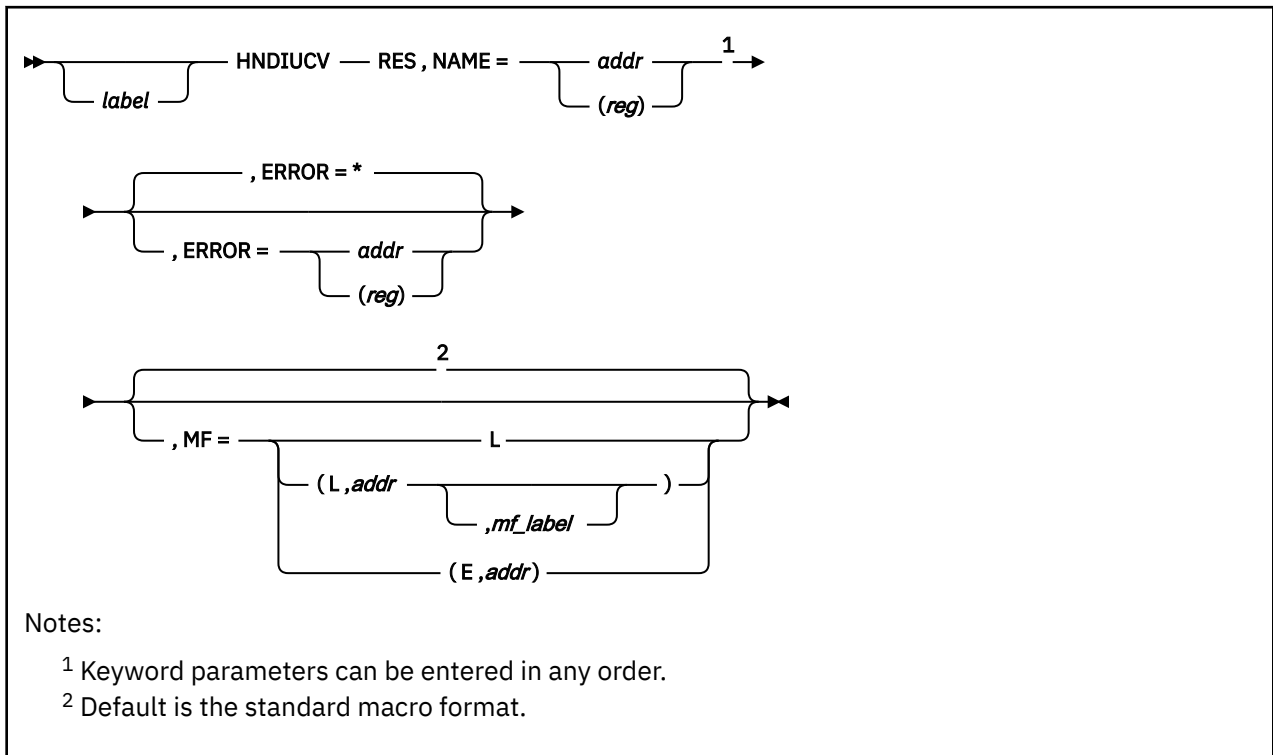 HNDIUCV RES , NAME = addr 1
label (reg)
, ERROR = *
, ERROR = addr
(reg)
2
, MF = L
( L ,addr )
,mf_label
( E ,addr)
Notes:
1 Keyword parameters can be entered in any order.
2 Default is the standard macro format.